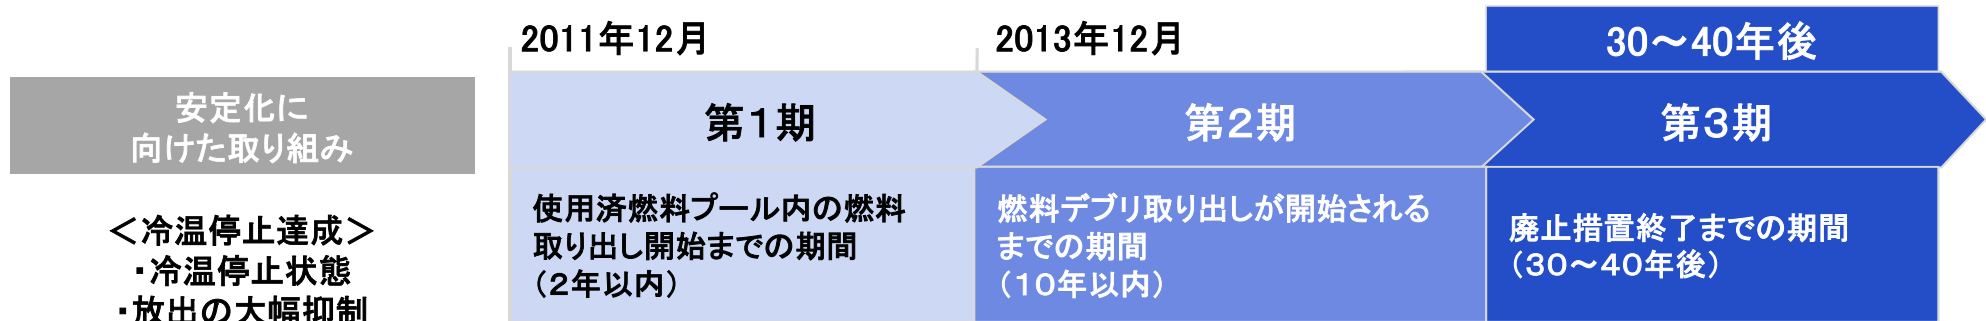 2011年12月
2013年12月
30～40年後
安定化に
向けた取り組み
第１期
第２期
第３期
＜冷温停止達成＞
・冷温停止状態
・放出の大幅抑制
使用済燃料プール内の燃料
取り出し開始までの期間
（２年以内）
燃料デブリ取り出しが開始される
までの期間
（１０年以内）
廃止措置終了までの期間
（３０～４０年後）